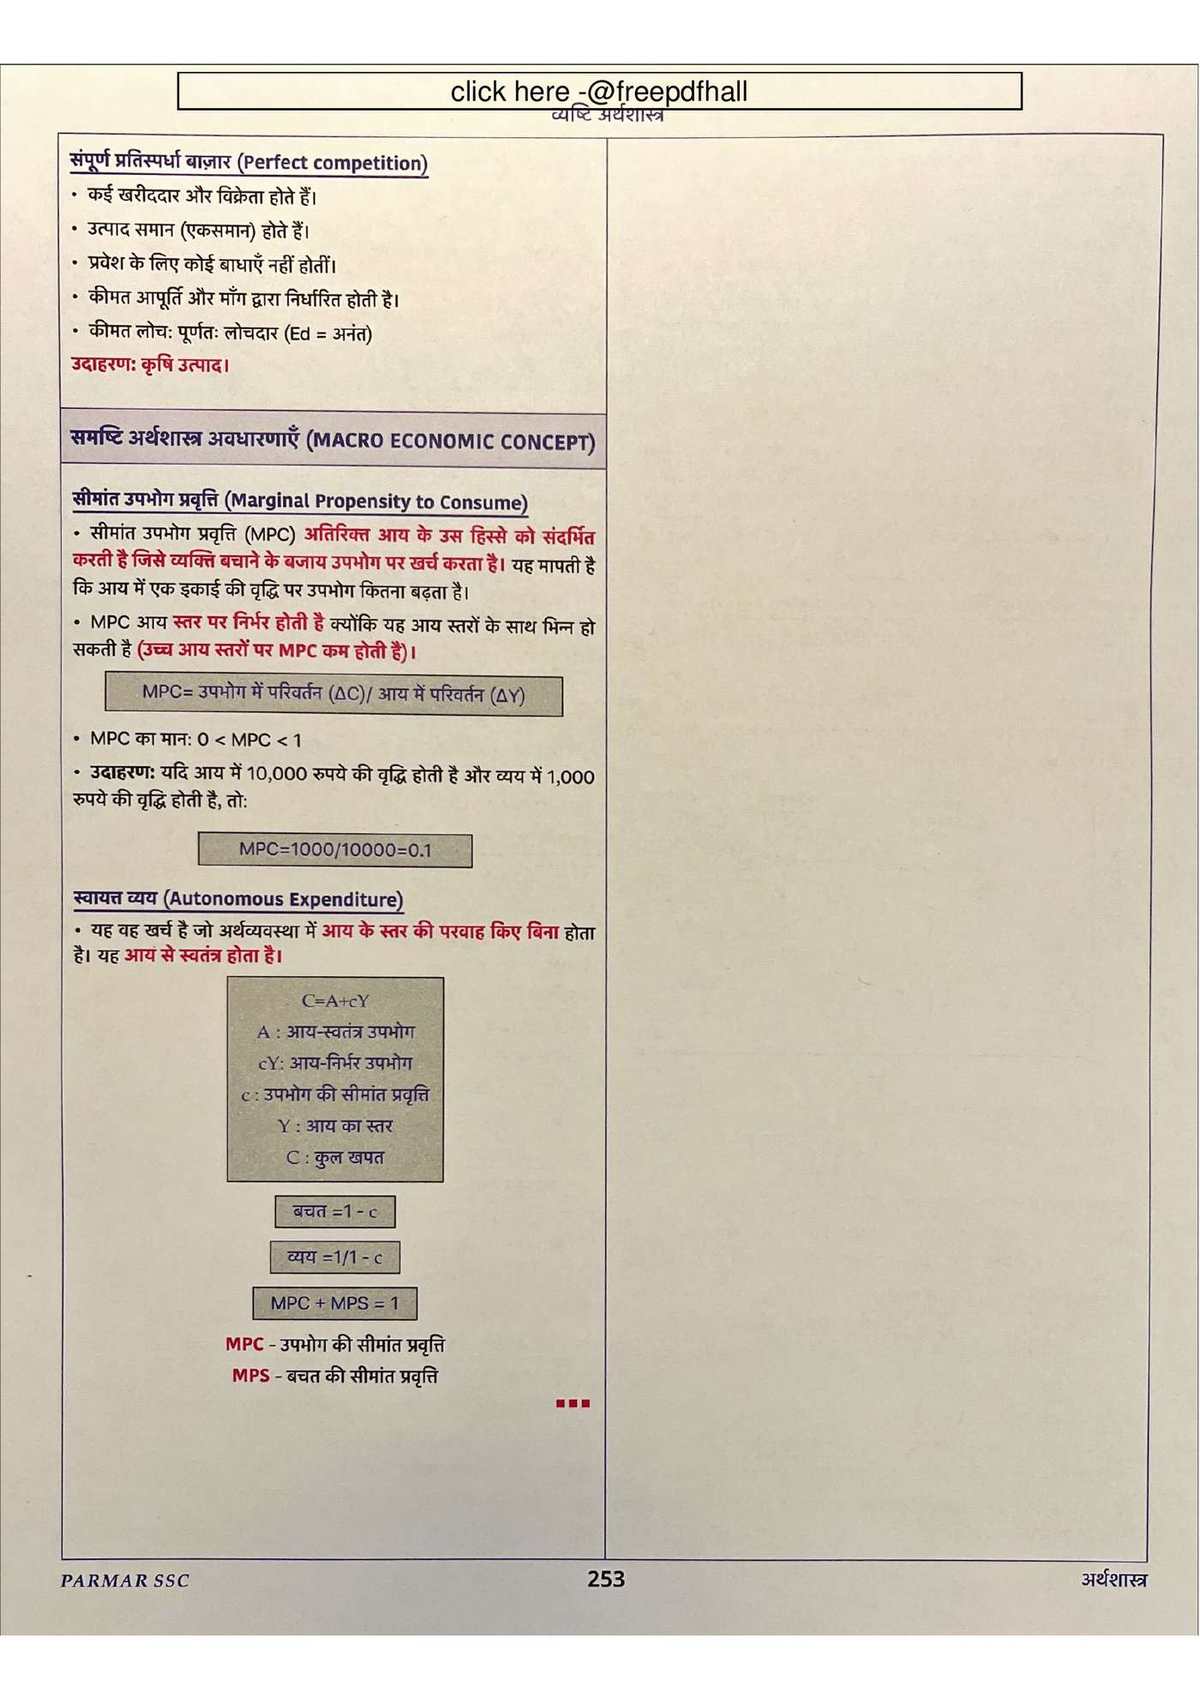 click here -@freepdfhall
व्यष्टि अर्थशास्त्र
संपूर्ण प्रतिस्पर्धा बाज़ार (Perfect competition)
• कई खरीददार और विक्रेता होते हैं।
• उत्पाद समान (एकसमान) होते हैं।
• प्रवेश के लिए कोई बाधाएँ नहीं होतीं।
• कीमत आपूर्ति और माँग द्वारा निर्धारित होती है।
• कीमत लोच: पूर्णतः लोचदार (Ed = अनंत)
उदाहरण: कृषि उत्पाद।
समष्टि अर्थशास्त्र अवधारणाएँ (MACRO ECONOMIC CONCEPT)
सीमांत उपभोग प्रवृत्ति (Marginal Propensity to Consume)
• सीमांत उपभोग प्रवृत्ति (MPC) अतिरिक्त आय के उस हिस्से को संदर्भित
करती है जिसे व्यक्ति बचाने के बजाय उपभोग पर खर्च करता है। यह मापती है
कि आय में एक इकाई की वृद्धि पर उपभोग कितना बढ़ता है।
• MPC आय स्तर पर निर्भर होती है क्योंकि यह आय स्तरों के साथ भिन्न हो
सकती है (उच्च आय स्तरों पर MPC कम होती है)।
MPC= उपभोग में परिवर्तन (ΔC)/ आय में परिवर्तन (ΔY)
• MPC का मान: 0 < MPC < 1
• उदाहरण: यदि आय में 10,000 रुपये की वृद्धि होती है और व्यय में 1,000
रुपये की वृद्धि होती है, तो:
MPC=1000/10000=0.1
स्वायत्त व्यय (Autonomous Expenditure)
• यह वह खर्च है जो अर्थव्यवस्था में आय के स्तर की परवाह किए बिना होता
है। यह आय से स्वतंत्र होता है।
C=A+cY
A : आय-स्वतंत्र उपभोग
cY: आय-निर्भर उपभोग
c : उपभोग की सीमांत प्रवृत्ति
Y : आय का स्तर
C : कुल खपत
बचत =1 - c
व्यय =1/1 - c
MPC + MPS = 1
MPC - उपभोग की सीमांत प्रवृत्ति
MPS - बचत की सीमांत प्रवृत्ति
PARMAR SSC
253
अर्थशास्त्र